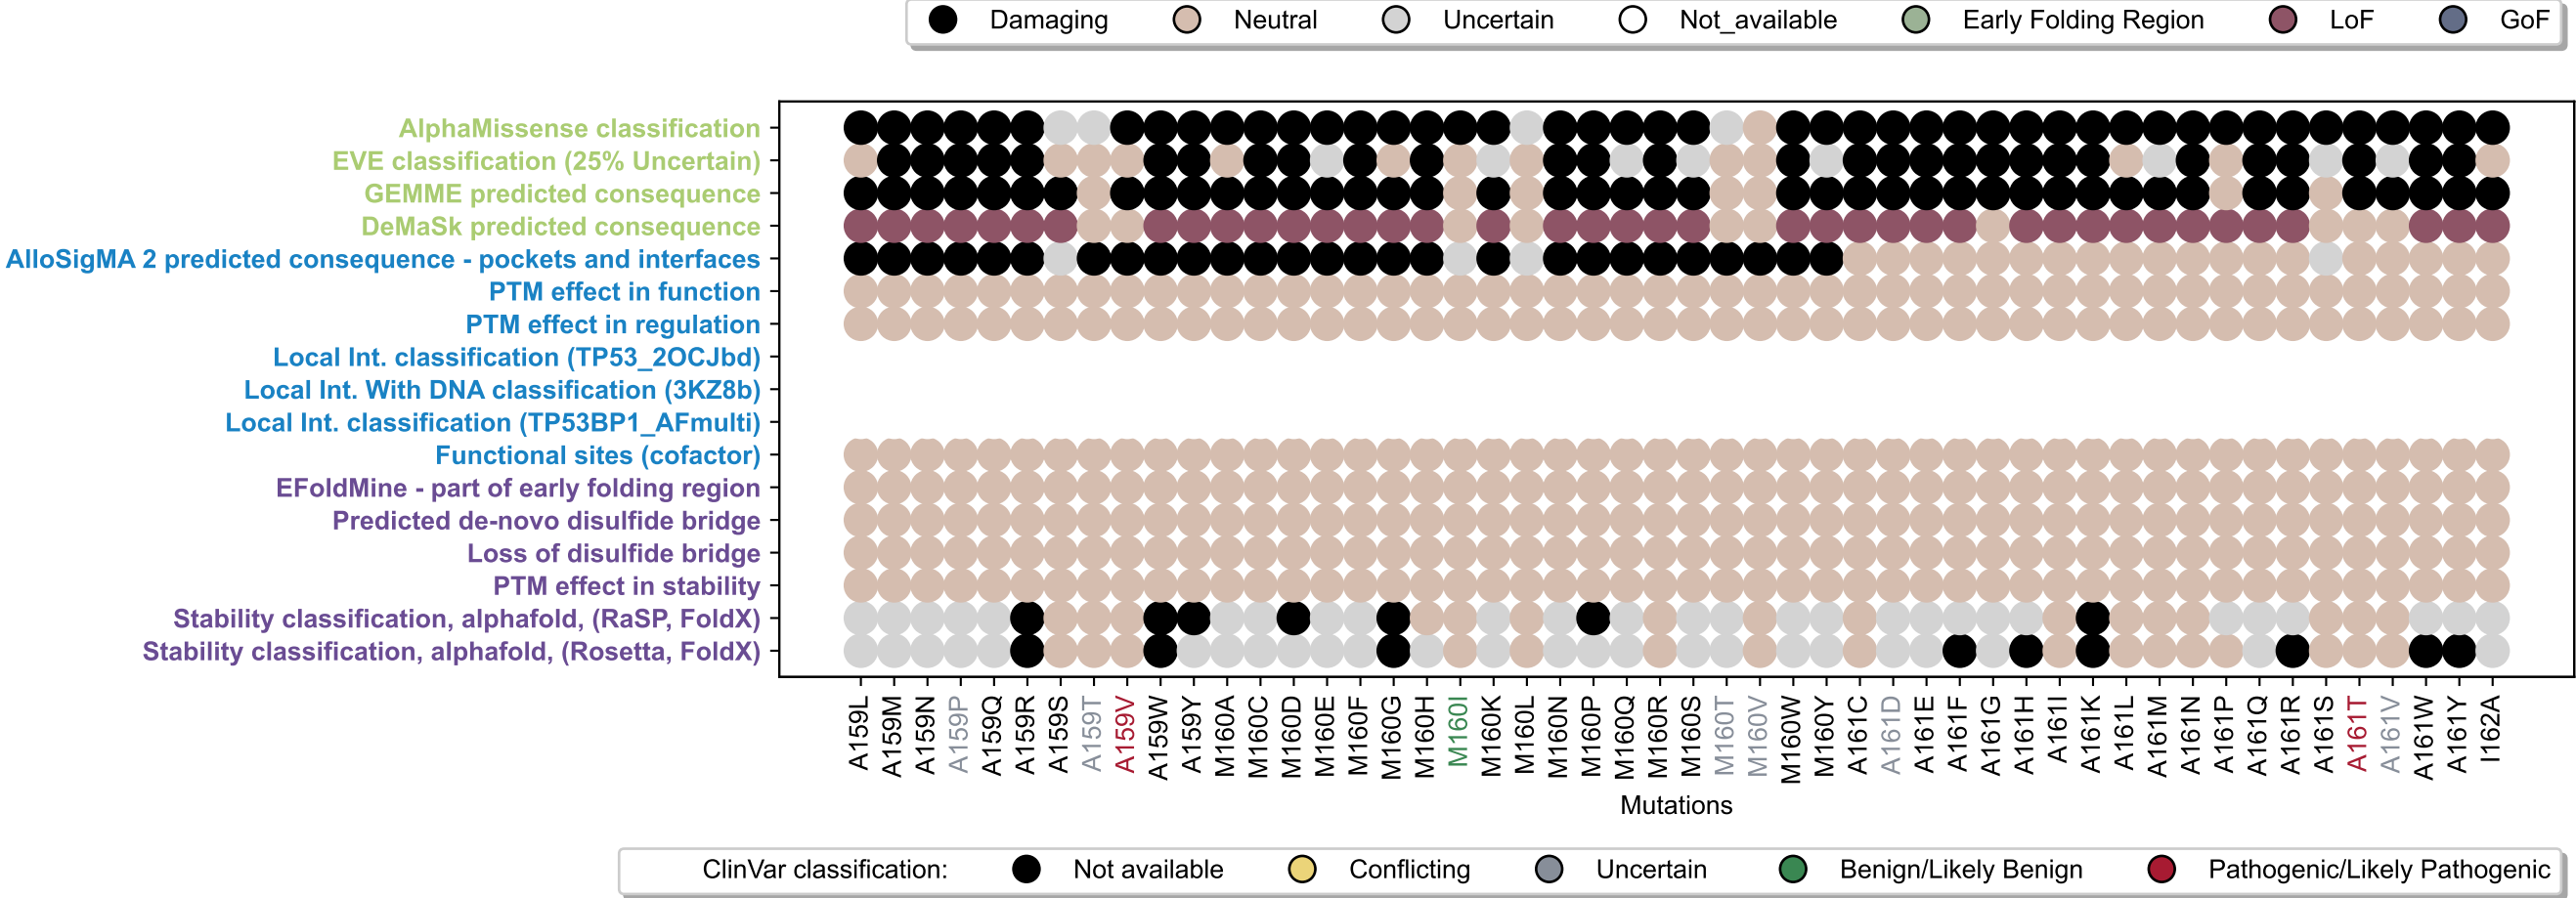 Damaging Neutral Uncertain Not_available Early Folding Region LoF GoF
AlphaMissense classification
EVE classification (25% Uncertain)
GEMME predicted consequence
DeMaSk predicted consequence
AlloSigMA 2 predicted consequence - pockets and interfaces
PTM effect in function
PTM effect in regulation
Local Int. classification (TP53_2OCJbd)
Local Int. With DNA classification (3KZ8b)
Local Int. classification (TP53BP1_AFmulti)
Functional sites (cofactor)
EFoldMine - part of early folding region
Predicted de-novo disulfide bridge
Loss of disulfide bridge
PTM effect in stability
Stability classification, alphafold, (RaSP, FoldX)
Stability classification, alphafold, (Rosetta, FoldX)
A159L
A159M
A159N
A159P
A159Q
A159R
A159S
A159T
A159V
A159W
A159Y
M160A
M160C
M160D
M160E
M160F
M160G
M160H
M160I
M160K
M160L
M160N
M160P
M160Q
M160R
M160S
M160T
M160V
M160W
M160Y
A161C
A161D
A161E
A161F
A161G
A161H
A161I
A161K
A161L
A161M
A161N
A161P
A161Q
A161R
A161S
A161T
A161V
A161W
A161Y
I162A
Mutations
ClinVar classification: Not available Conflicting Uncertain Benign/Likely Benign Pathogenic/Likely Pathogenic